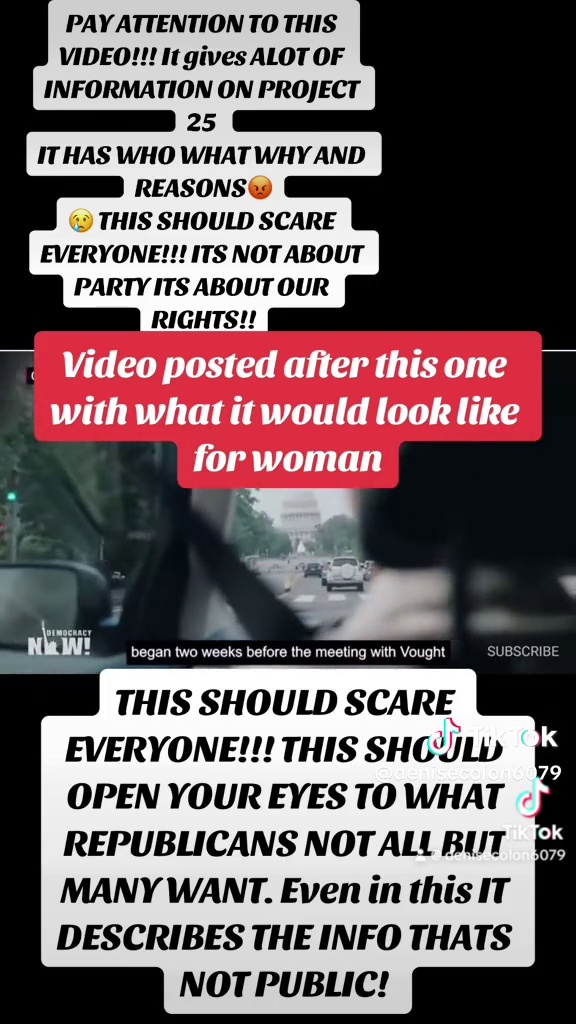 PAY ATTENTION TO THIS
VIDEO!!! It gives ALOT OF
INFORMATION ON PROJECT
25
IT HAS WHO WHAT WHY AND
REASONS😡
😢 THIS SHOULD SCARE
EVERYONE!!! ITS NOT ABOUT
PARTY ITS ABOUT OUR
RIGHTS!!
Video posted after this one
with what it would look like
for woman
DEMOCRACY
NOW!
began two weeks before the meeting with Vought
SUBSCRIBE
THIS SHOULD SCARE
EVERYONE!!! THIS SHOULD
OPEN YOUR EYES TO WHAT
REPUBLICANS NOT ALL BUT
MANY WANT. Even in this IT
DESCRIBES THE INFO THATS
NOT PUBLIC!
TikTok
@denisecolon6079
TikTok
@denisecolon6079